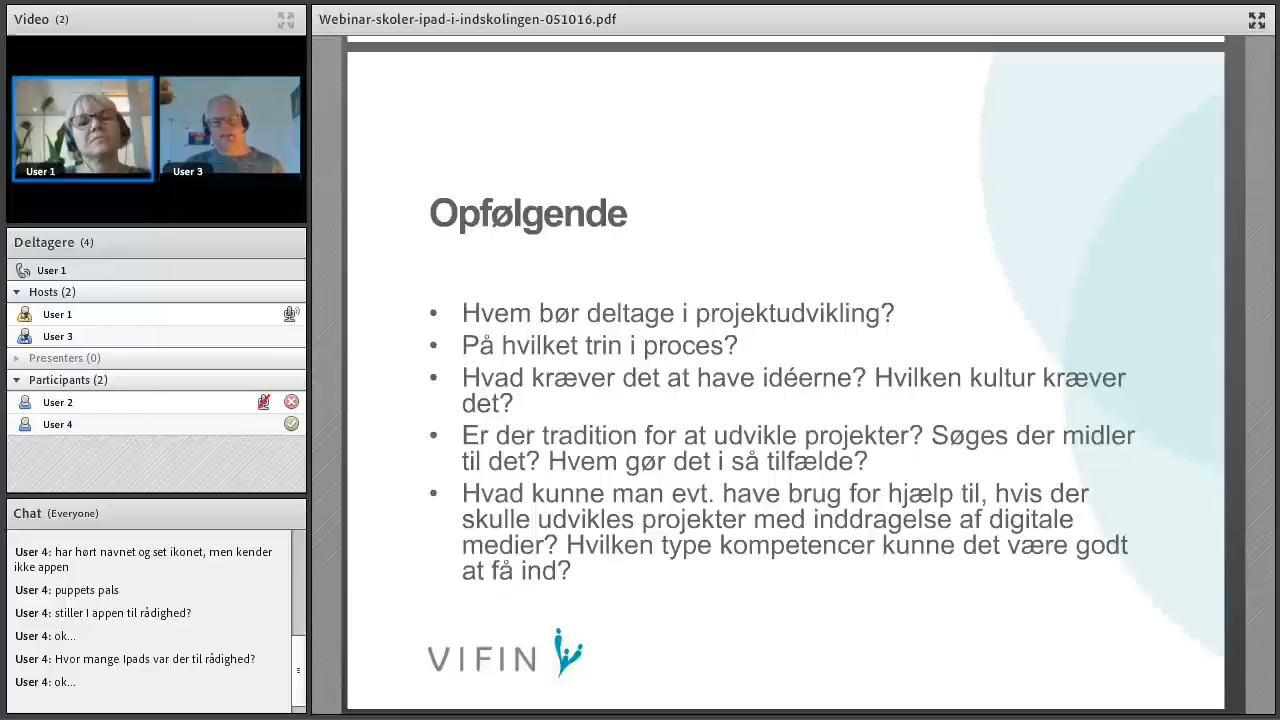 Video (2)
User 1
User 3
Deltagere (4)
User 1
Hosts (2)
User 1
User 3
Presenters (0)
Participants (2)
User 2
User 4
Chat (Everyone)
User 4: har hørt navnet og set ikonet, men kender
ikke appen
User 4: puppets pals
User 4: stiller I appen til rådighed?
User 4: ok...
User 4: Hvor mange Ipads var der til rådighed?
User 4: ok...
Webinar-skoler-ipad-i-indskolingen-051016.pdf
Opfølgende
• Hvem bør deltage i projektudvikling?
• På hvilket trin i proces?
• Hvad kræver det at have idéerne? Hvilken kultur kræver
det?
• Er der tradition for at udvikle projekter? Søges der midler
til det? Hvem gør det i så tilfælde?
• Hvad kunne man evt. have brug for hjælp til, hvis der
skulle udvikles projekter med inddragelse af digitale
medier? Hvilken type kompetencer kunne det være godt
at få ind?
VIFIN